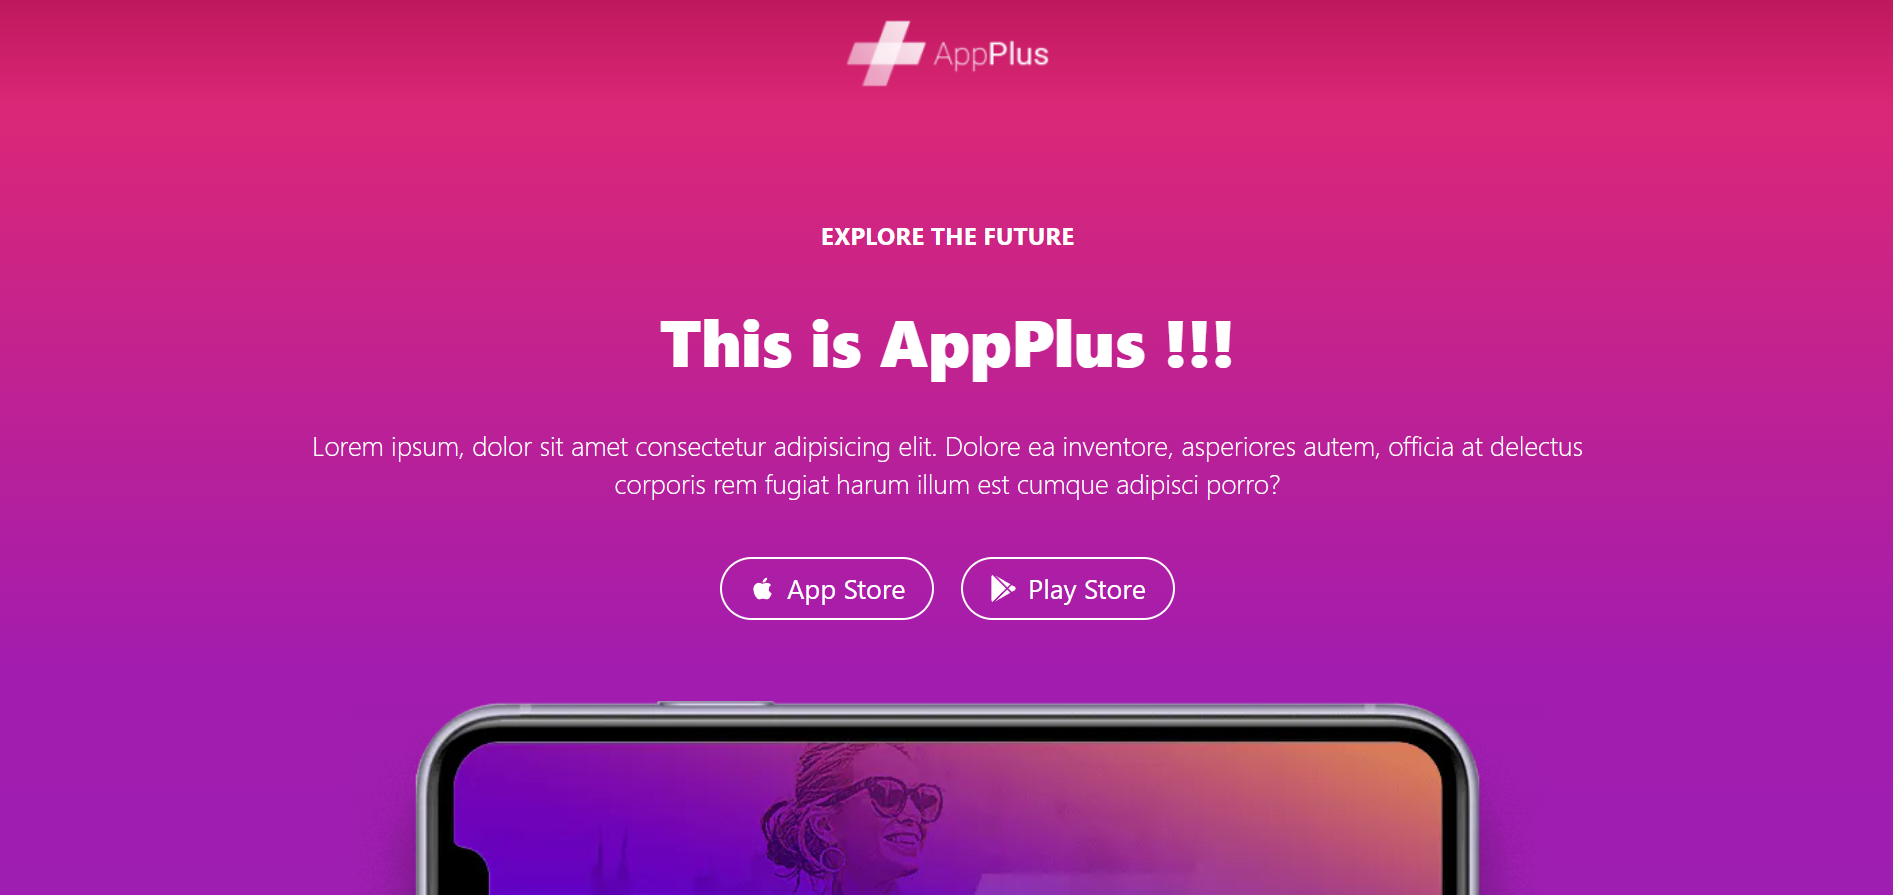 AppPlus
EXPLORE THE FUTURE
This is AppPlus !!!
Lorem ipsum, dolor sit amet consectetur adipisicing elit. Dolore ea inventore, asperiores autem, officia at delectus
corporis rem fugiat harum illum est cumque adipisci porro?
App Store
Play Store